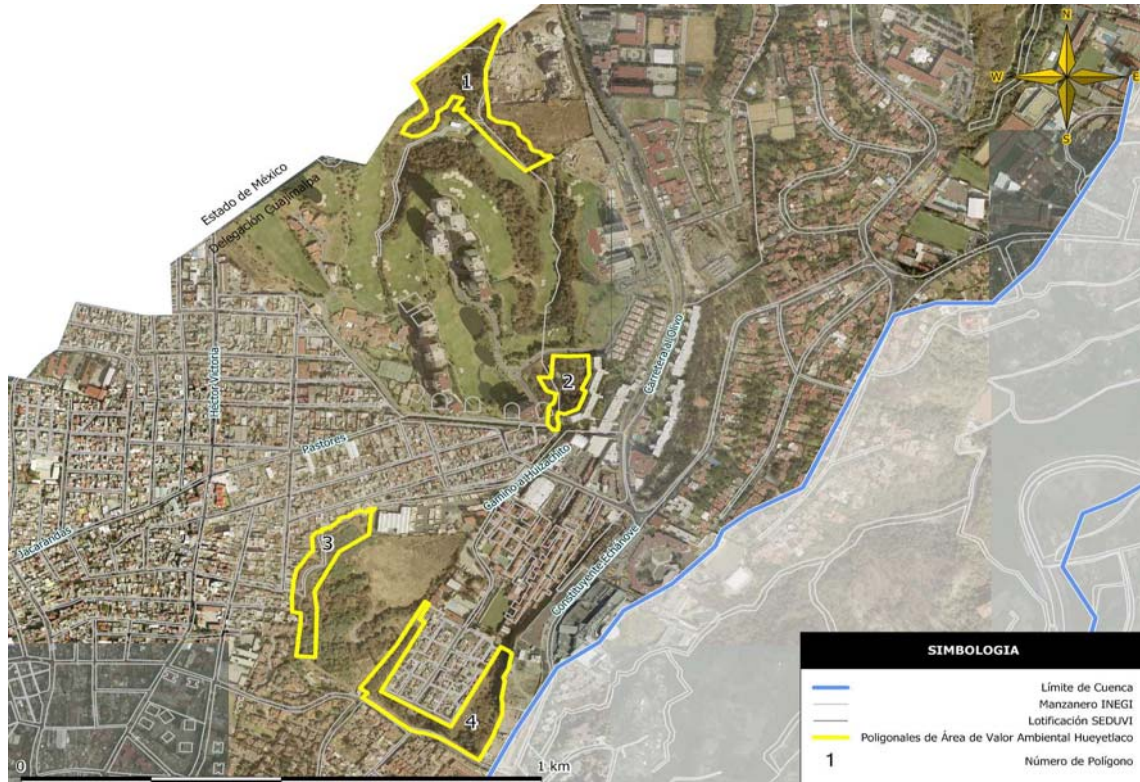 N
W
E
S
1
Estado de México
Delegación Cuajimalpa
Héctor Victoria
Carretera al Olivo
2
Pastores
Camino a Huizachito
Jacarandas
3
Constituyente Echánove
4
SIMBOLOGIA
Límite de Cuenca
Manzanero INEGI
Lotificación SEDUVI
Poligonales de Área de Valor Ambiental Hueyetlaco
1 Número de Polígono
0 1 km